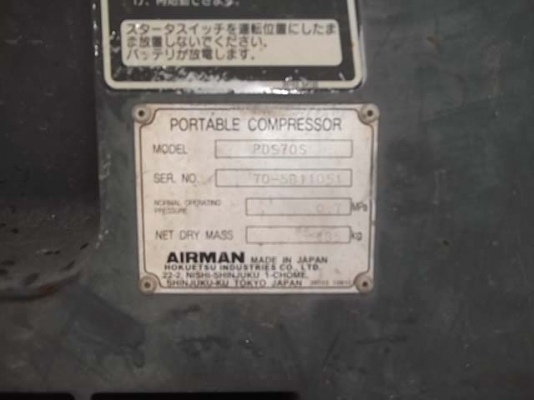 スタータスイッチを運転位置にしたま
ま放置しないでください.
バッテリが放電します.
PORTABLE COMPRESSOR
MODEL PDS70S
SER. NO.
NORMAL OPERATING
PRESSURE 0.7 MPa
NET DRY MASS kg
AIRMAN MADE IN JAPAN
HOKUETSU INDUSTRIES CO., LTD.
22-2, NISHI-SHINJUKU 1-CHOME,
SHINJUKU-KU TOKYO JAPAN